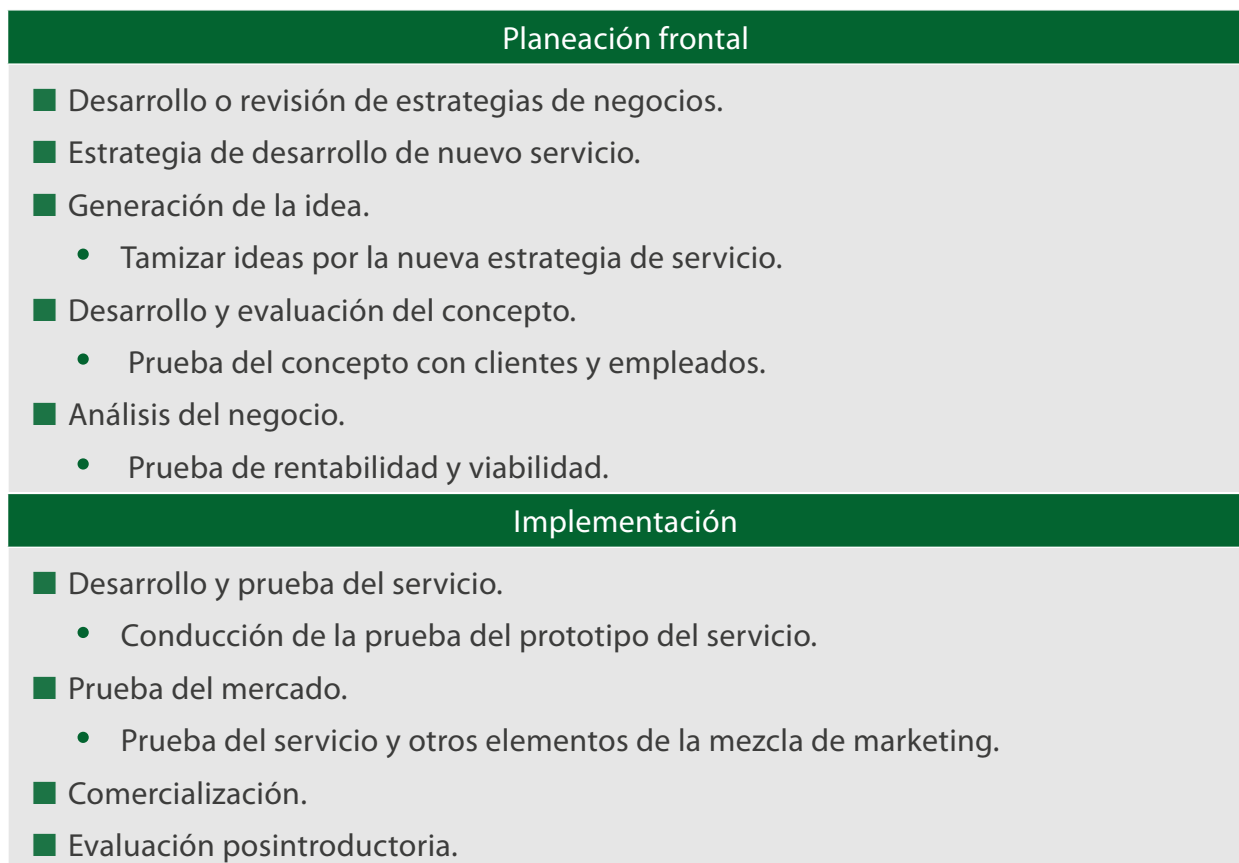 Planeación frontal
■ Desarrollo o revisión de estrategias de negocios.
■ Estrategia de desarrollo de nuevo servicio.
■ Generación de la idea.
• Tamizar ideas por la nueva estrategia de servicio.
■ Desarrollo y evaluación del concepto.
• Prueba del concepto con clientes y empleados.
■ Análisis del negocio.
• Prueba de rentabilidad y viabilidad.
Implementación
■ Desarrollo y prueba del servicio.
• Conducción de la prueba del prototipo del servicio.
■ Prueba del mercado.
• Prueba del servicio y otros elementos de la mezcla de marketing.
■ Comercialización.
■ Evaluación posintroductoria.